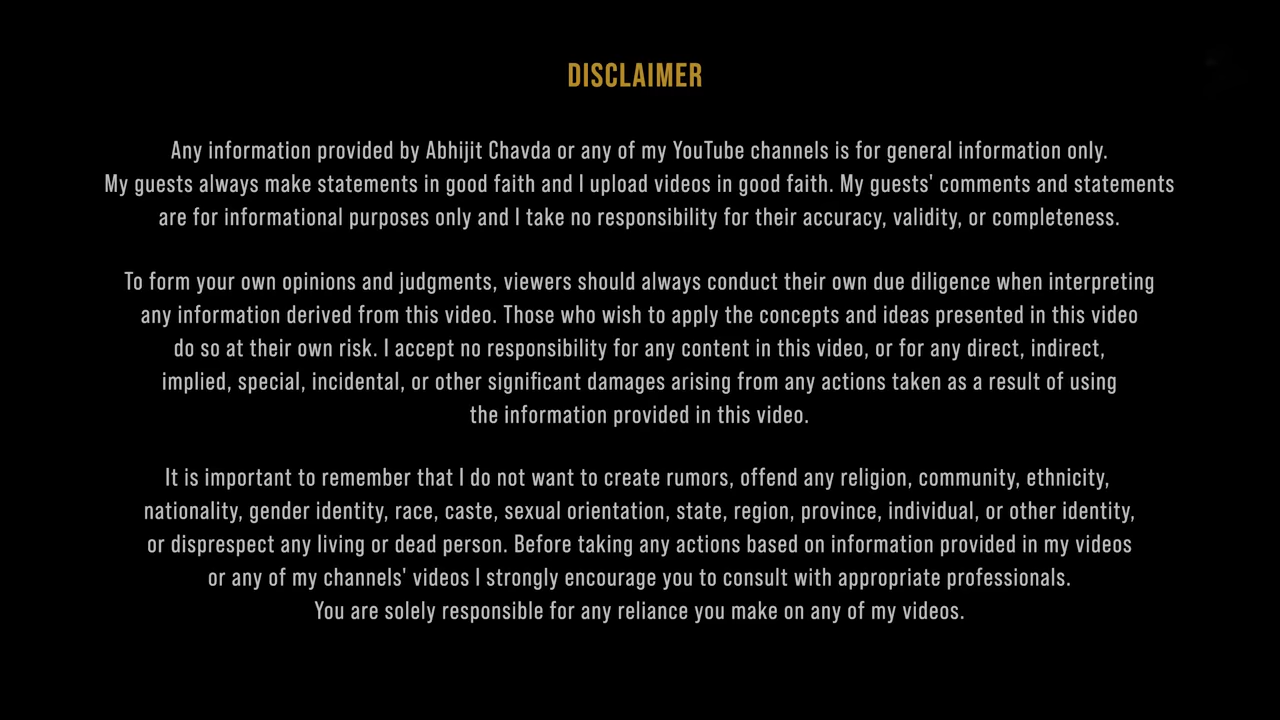 DISCLAIMER
Any information provided by Abhijit Chavda or any of my YouTube channels is for general information only.
My guests always make statements in good faith and I upload videos in good faith. My guests' comments and statements
are for informational purposes only and I take no responsibility for their accuracy, validity, or completeness.
To form your own opinions and judgments, viewers should always conduct their own due diligence when interpreting
any information derived from this video. Those who wish to apply the concepts and ideas presented in this video
do so at their own risk. I accept no responsibility for any content in this video, or for any direct, indirect,
implied, special, incidental, or other significant damages arising from any actions taken as a result of using
the information provided in this video.
It is important to remember that I do not want to create rumors, offend any religion, community, ethnicity,
nationality, gender identity, race, caste, sexual orientation, state, region, province, individual, or other identity,
or disprespect any living or dead person. Before taking any actions based on information provided in my videos
or any of my channels' videos I strongly encourage you to consult with appropriate professionals.
You are solely responsible for any reliance you make on any of my videos.